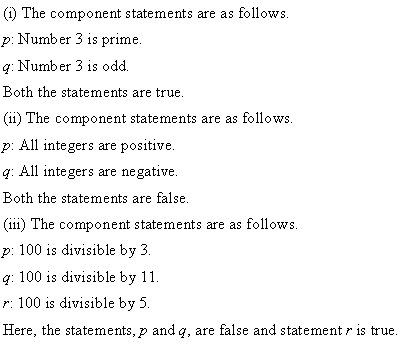 (i) The component statements are as follows.
p: Number 3 is prime.
q: Number 3 is odd.
Both the statements are true.
(ii) The component statements are as follows.
p: All integers are positive.
q: All integers are negative.
Both the statements are false.
(iii) The component statements are as follows.
p: 100 is divisible by 3.
q: 100 is divisible by 11.
r: 100 is divisible by 5.
Here, the statements, p and q, are false and statement r is true.